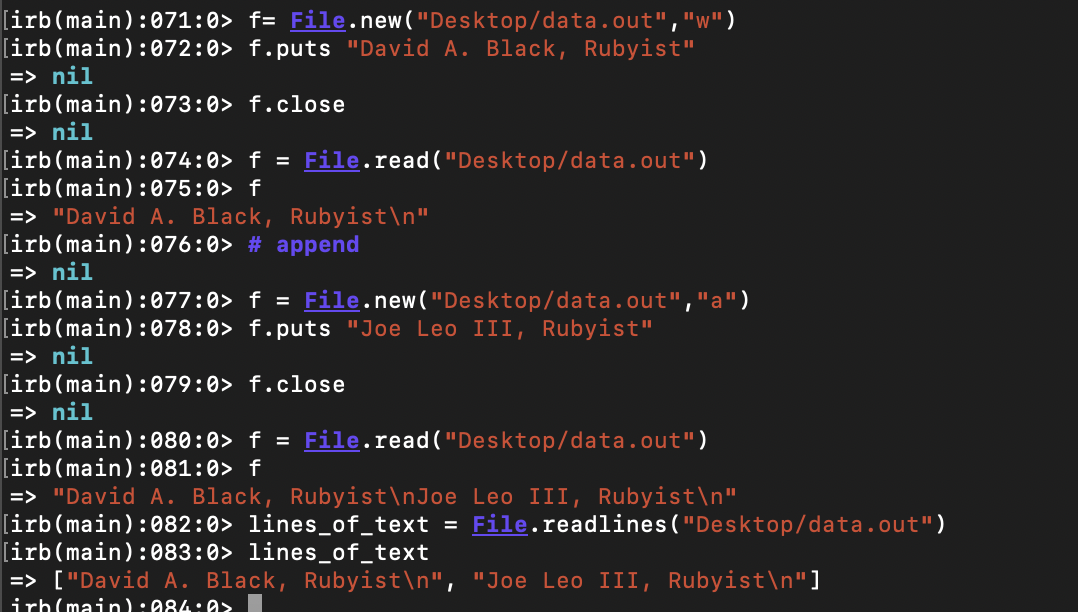 [irb(main):071:0> f= File.new("Desktop/data.out","w")
[irb(main):072:0> f.puts "David A. Black, Rubyist"
=> nil
[irb(main):073:0> f.close
=> nil
[irb(main):074:0> f = File.read("Desktop/data.out")
[irb(main):075:0> f
=> "David A. Black, Rubyist\n"
[irb(main):076:0> # append
=> nil
[irb(main):077:0> f = File.new("Desktop/data.out","a")
[irb(main):078:0> f.puts "Joe Leo III, Rubyist"
=> nil
[irb(main):079:0> f.close
=> nil
[irb(main):080:0> f = File.read("Desktop/data.out")
[irb(main):081:0> f
=> "David A. Black, Rubyist\nJoe Leo III, Rubyist\n"
[irb(main):082:0> lines_of_text = File.readlines("Desktop/data.out")
[irb(main):083:0> lines_of_text
=> ["David A. Black, Rubyist\n", "Joe Leo III, Rubyist\n"]
irb(main):084:0>